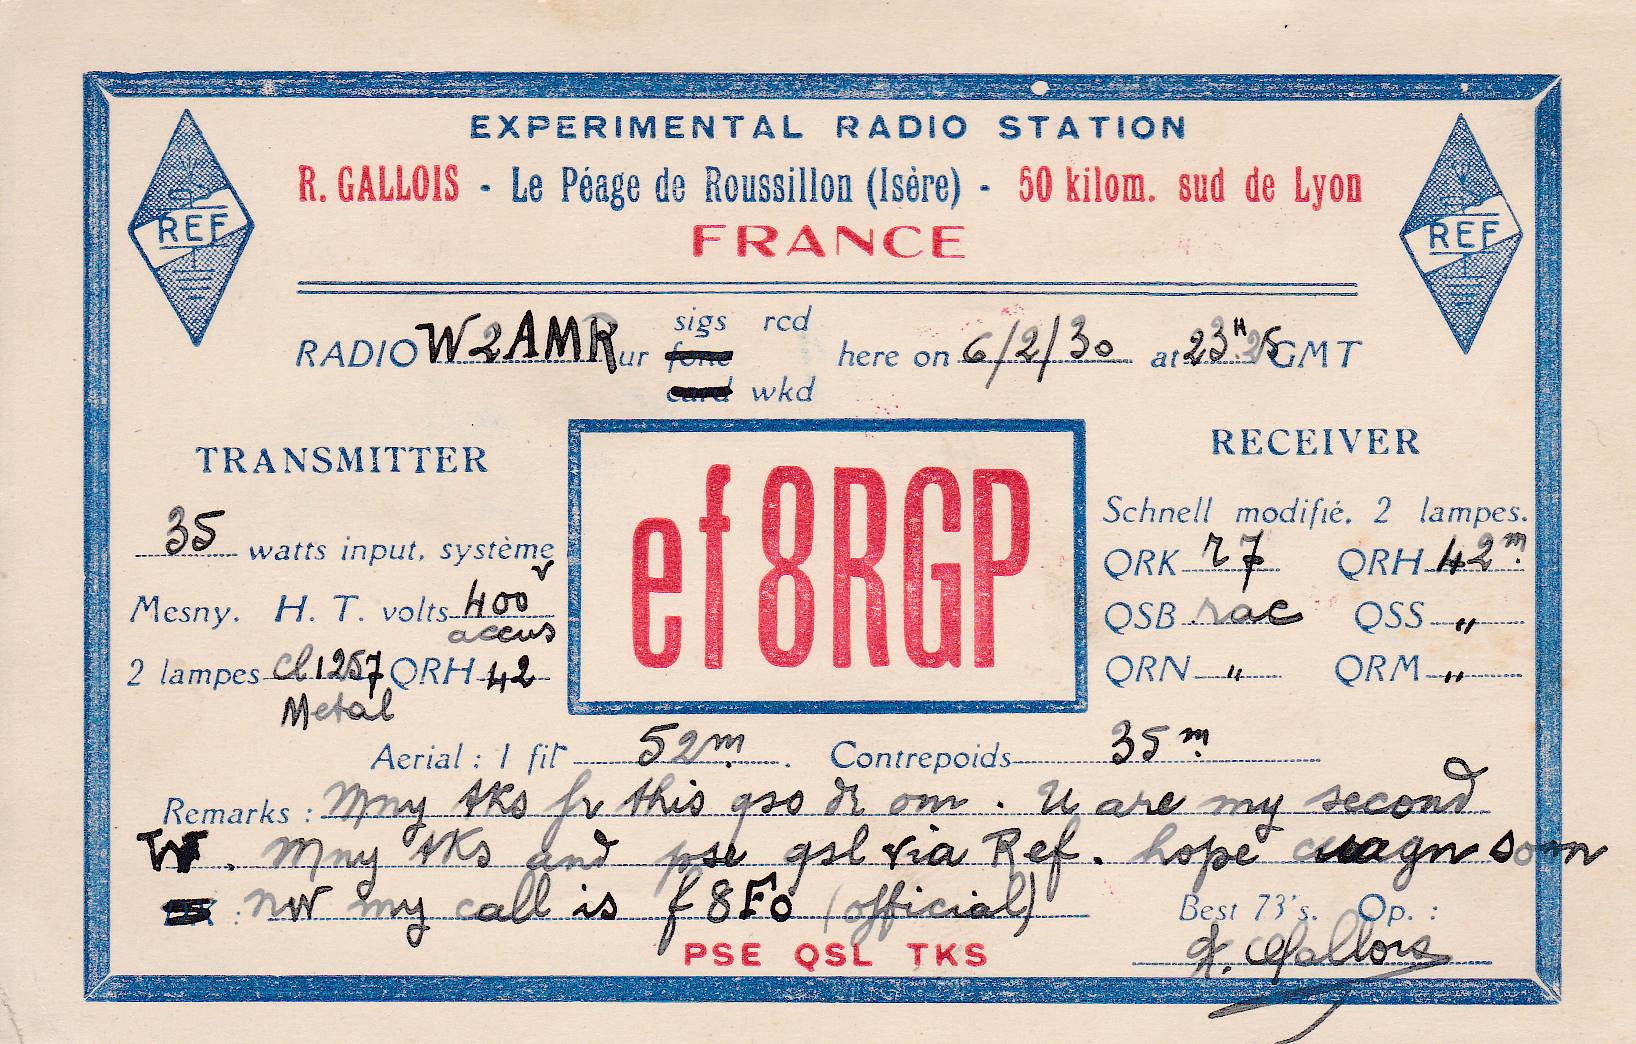 EXPERIMENTAL RADIO STATION
REF
R. GALLOIS - Le Péage de Roussillon (Isère) - 50 kilom. sud de Lyon
REF
FRANCE
sigs rcd
RADIO W2AMR ur fone here on 6/2/30 at 23H25 GMT
card wkd
TRANSMITTER
RECEIVER
35 watts input, système
Mesny. H. T. volts 400v
accus
2 lampes cl1257 QRH 42
Metal
ef8RGP
Schnell modifié. 2 lampes.
QRK r7 QRH 42m
QSB rac QSS "
QRN " QRM "
Aerial : 1 fil 52m. Contrepoids 35m
Remarks : Mny tks fr this qso dr om. U are my second
W. Mny tks and pse qsl via Ref. hope cuagn soon
: nw my call is f8Fo (official) Best 73's. Op. :
PSE QSL TKS
R. Gallois